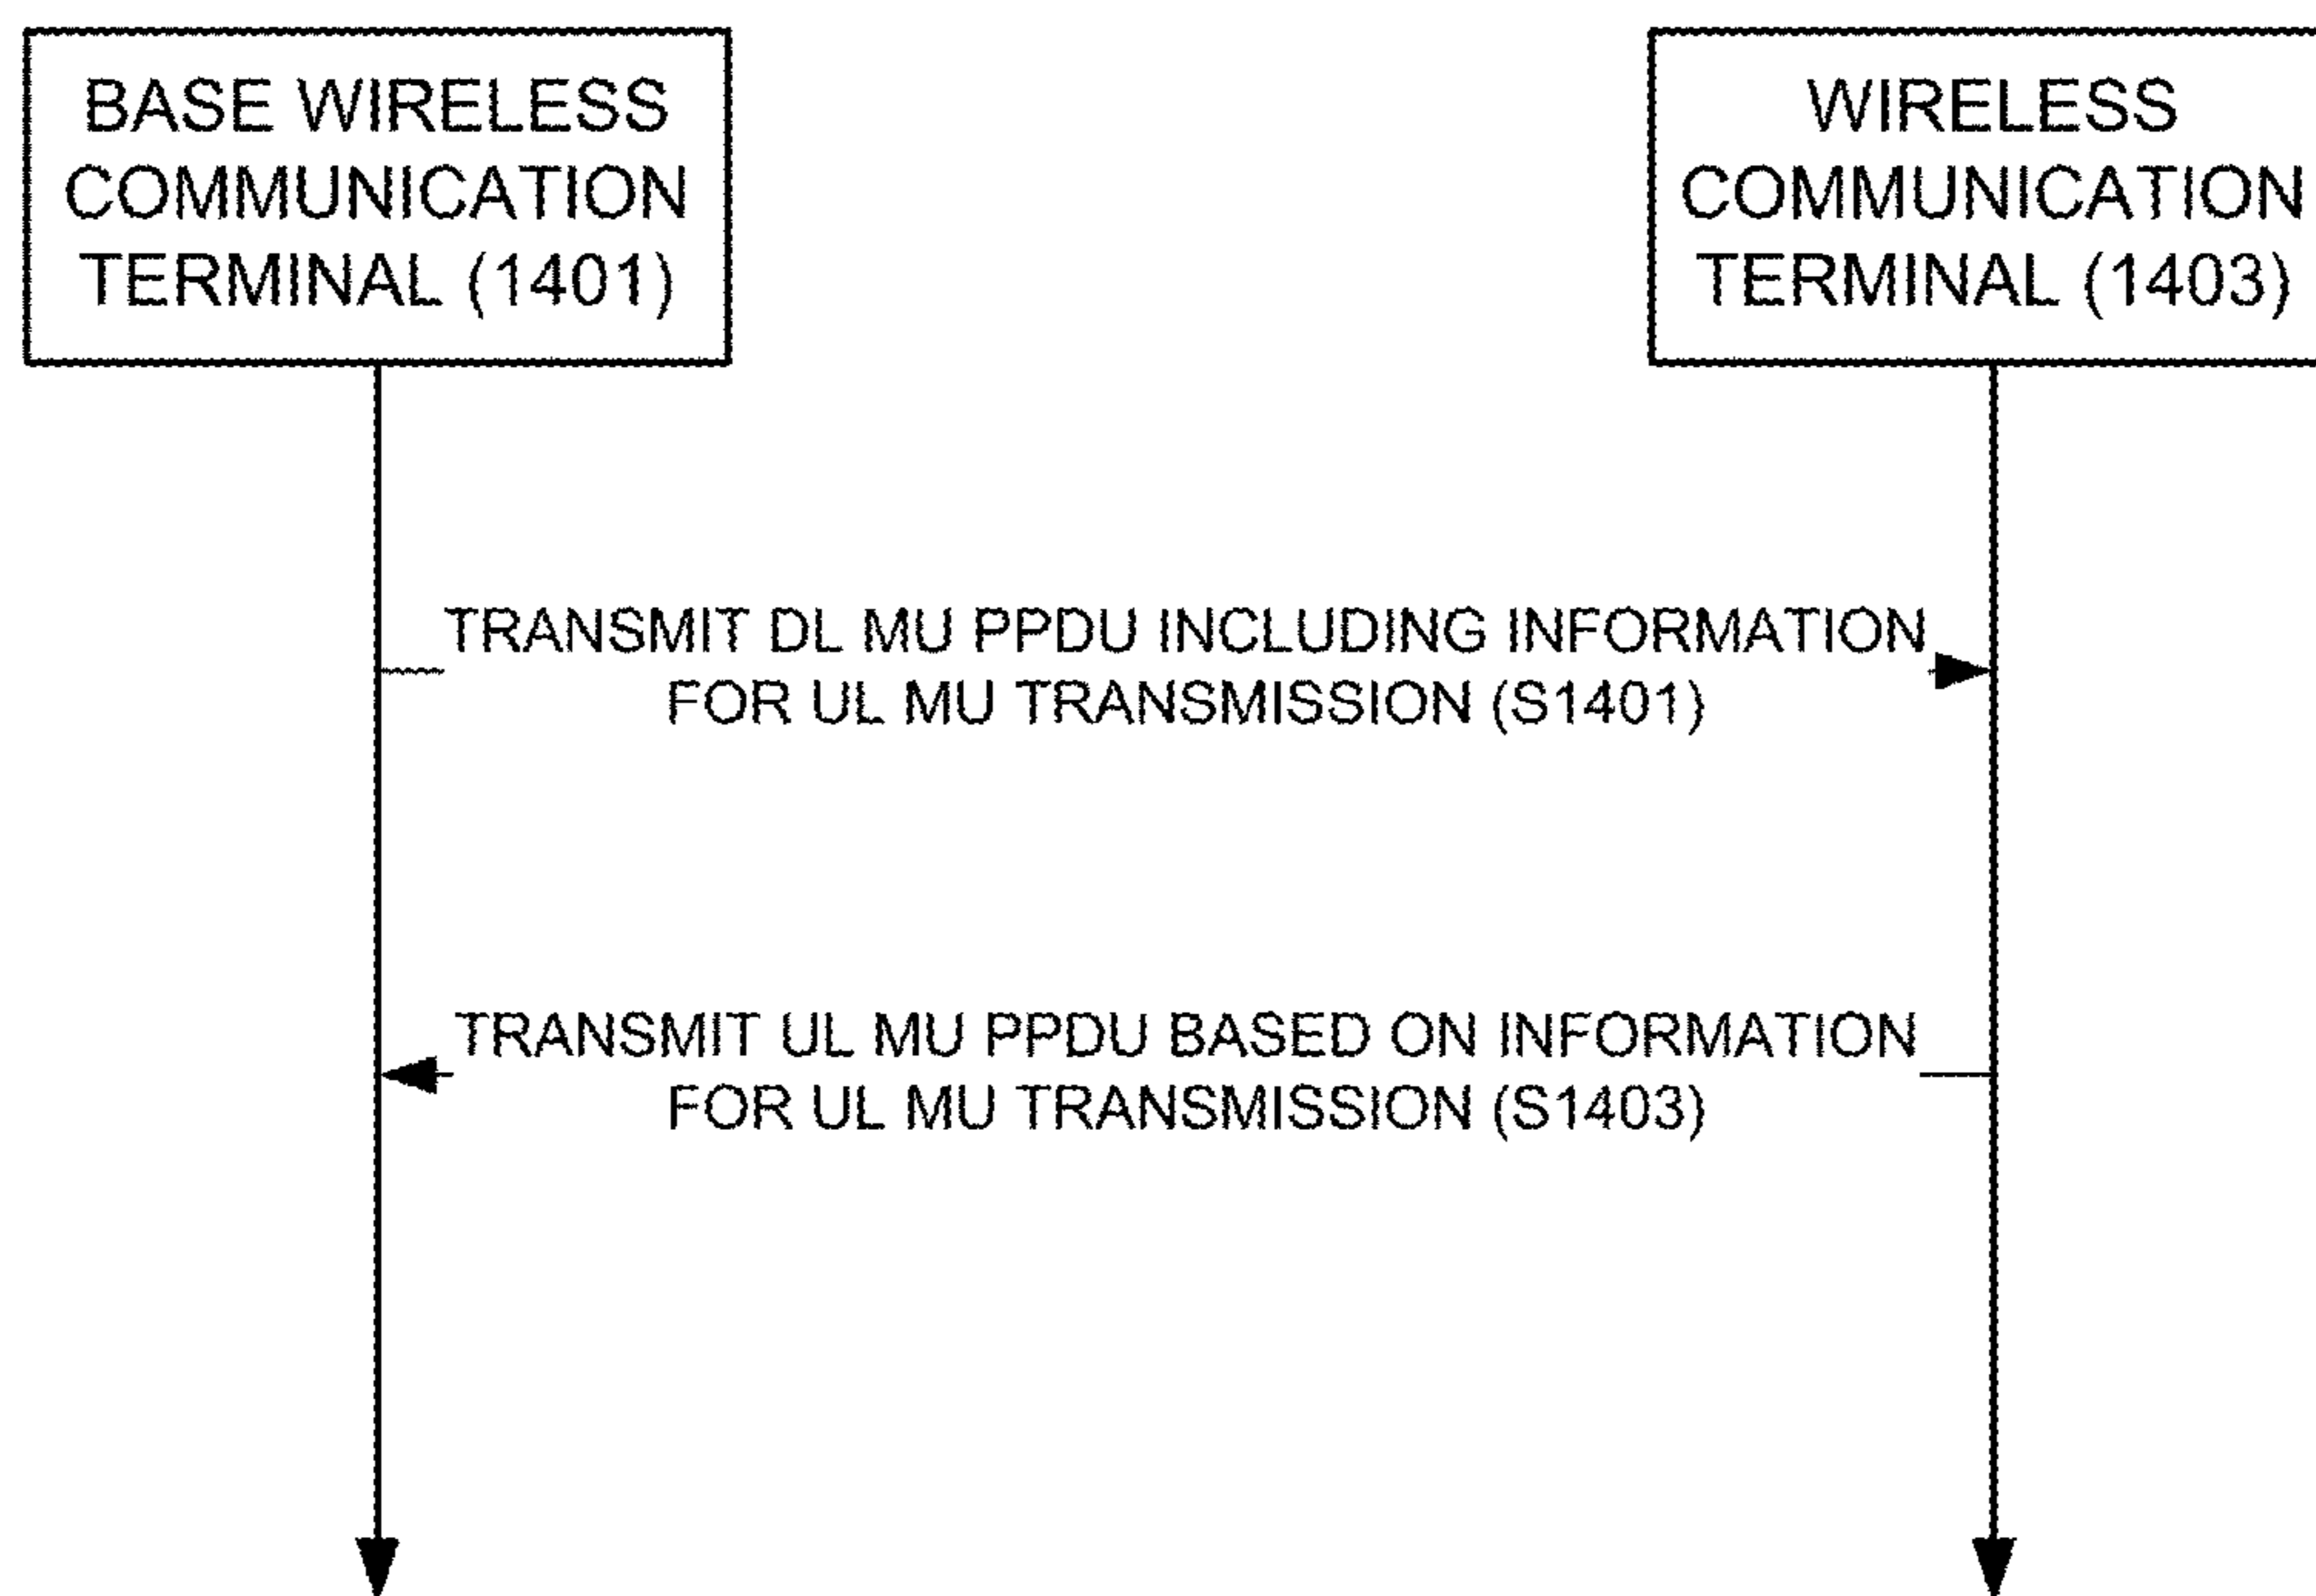 BASE WIRELESS
COMMUNICATION
TERMINAL (1401)
WIRELESS
COMMUNICATION
TERMINAL (1403)
TRANSMIT DL MU PPDU INCLUDING INFORMATION
FOR UL MU TRANSMISSION (S1401)
TRANSMIT UL MU PPDU BASED ON INFORMATION
FOR UL MU TRANSMISSION (S1403)